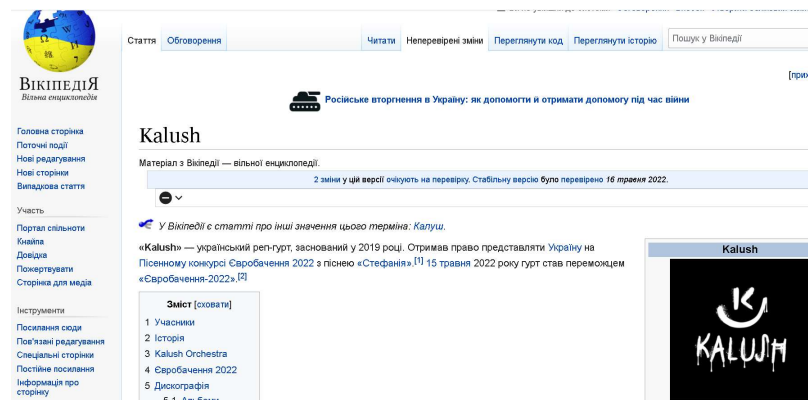 Стаття Обговорення Читати Неперевірені зміни Переглянути код Переглянути історію Пошук у Вікіпедії
ВікіпедіЯ
Вільна енциклопедія
Російське вторгнення в Україну: як допомогти й отримати допомогу під час війни
Головна сторінка
Поточні події
Нові редагування
Нові сторінки
Випадкова стаття
Участь
Портал спільноти
Кнайпа
Довідка
Пожертвувати
Сторінка для медіа
Інструменти
Посилання сюди
Пов'язані редагування
Спеціальні сторінки
Постійне посилання
Інформація про
сторінку
Kalush
Матеріал з Вікіпедії — вільної енциклопедії.
2 зміни у цій версії очікують на перевірку. Стабільну версію було перевірено 16 травня 2022.
У Вікіпедії є статті про інші значення цього терміна: Калуш.
«Kalush» — український реп-гурт, заснований у 2019 році. Отримав право представляти Україну на
Пісенному конкурсі Євробачення 2022 з піснею «Стефанія».[1] 15 травня 2022 року гурт став переможцем
«Євробачення-2022».[2]
Зміст [сховати]
1 Учасники
2 Історія
3 Kalush Orchestra
4 Євробачення 2022
5 Дискографія
5.1 Альбоми
Kalush
KALUSH